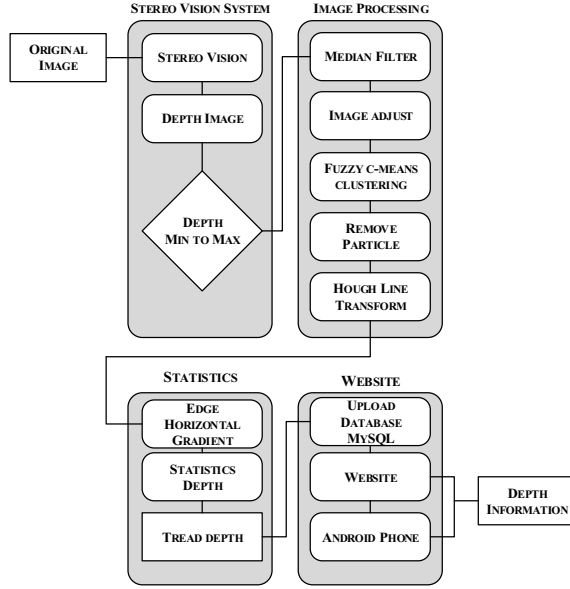 STEREO VISION SYSTEM
ORIGINAL
IMAGE
STEREO VISION
DEPTH IMAGE
DEPTH
MIN TO MAX
IMAGE PROCESSING
MEDIAN FILTER
IMAGE ADJUST
FUZZY C-MEANS
CLUSTERING
REMOVE
PARTICLE
HOUGH LINE
TRANSFORM
STATISTICS
EDGE
HORIZONTAL
GRADIENT
STATISTICS
DEPTH
TREAD DEPTH
WEBSITE
UPLOAD
DATABASE
MYSQL
WEBSITE
ANDROID PHONE
DEPTH
INFORMATION